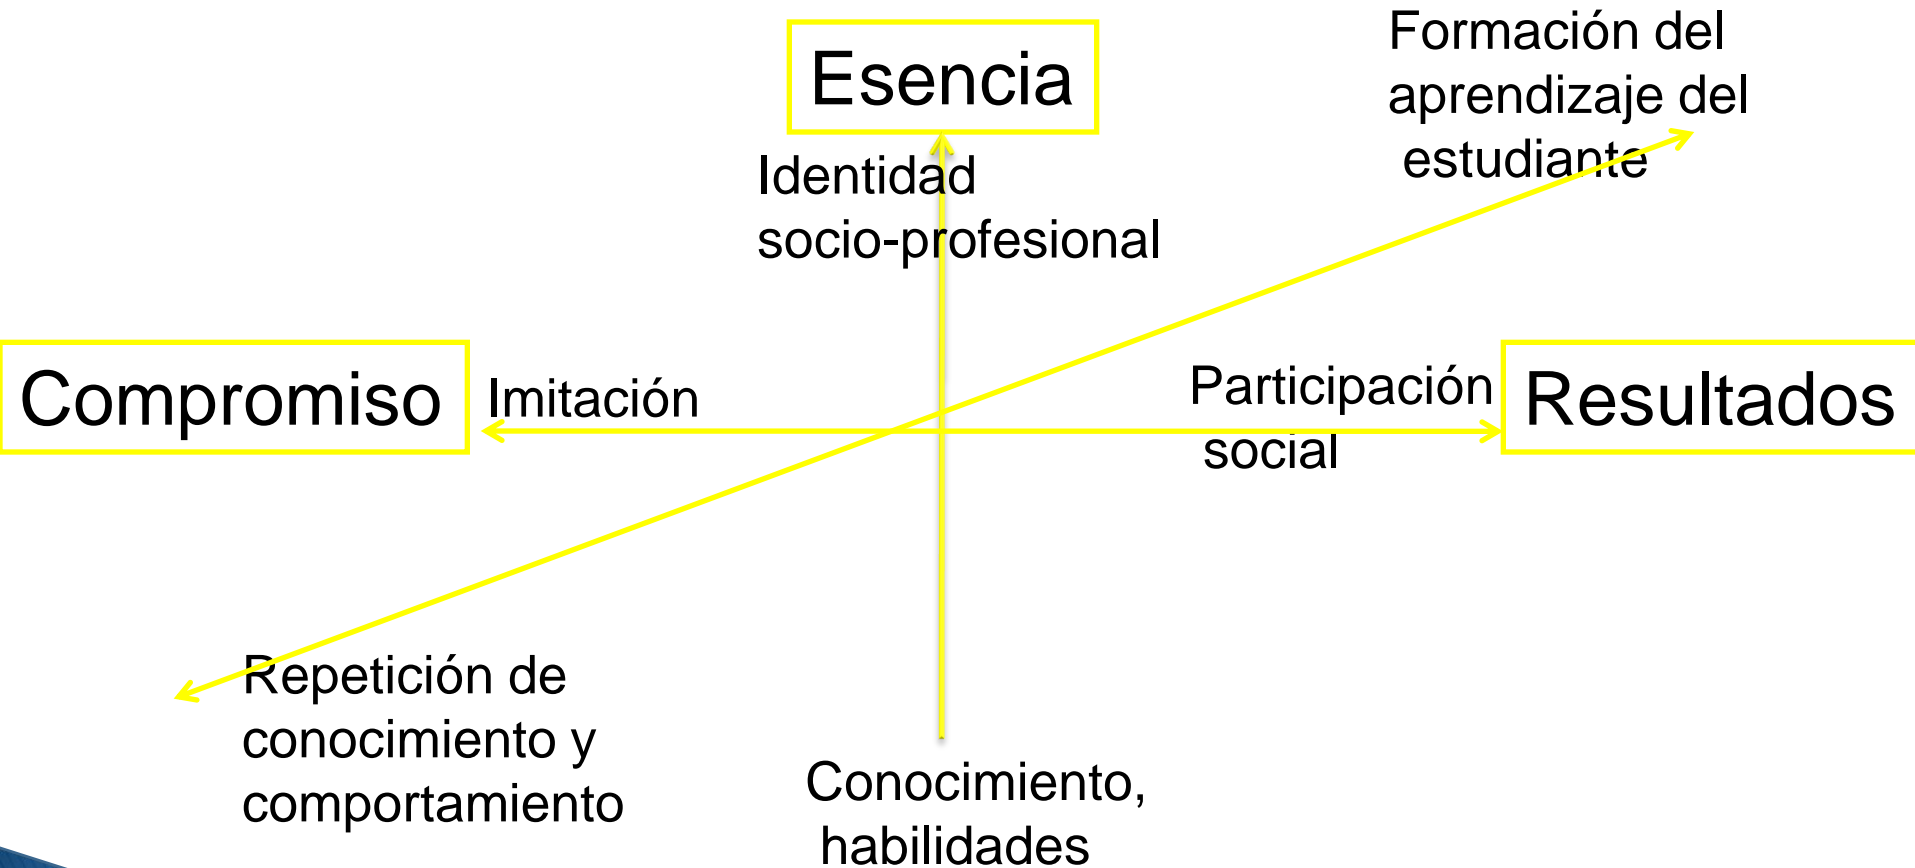 Esencia
Formación del
aprendizaje del
estudiante
Identidad
socio-profesional
Compromiso
Imitación
Participación
social
Resultados
Repetición de
conocimiento y
comportamiento
Conocimiento,
habilidades